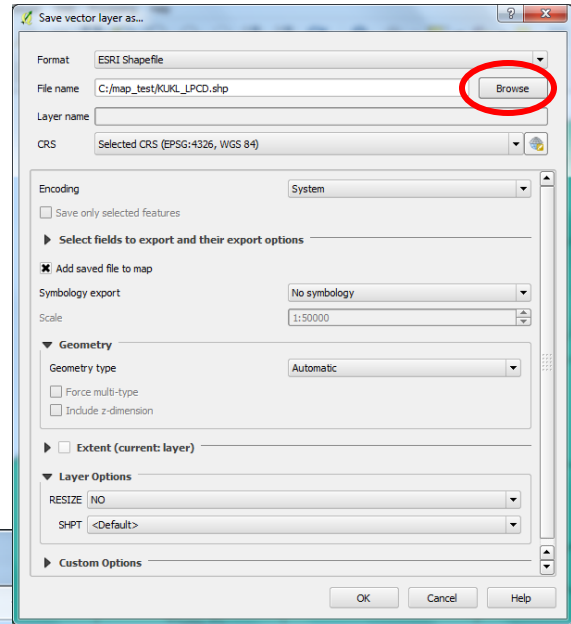 Save vector layer as...
Format ESRI Shapefile
File name C:/map_test/KUKL_LPCD.shp Browse
Layer name
CRS Selected CRS (EPSG:4326, WGS 84)
Encoding System
Save only selected features
Select fields to export and their export options
Add saved file to map
Symbology export No symbology
Scale 1:50000
Geometry
Geometry type Automatic
Force multi-type
Include z-dimension
Extent (current: layer)
Layer Options
RESIZE NO
SHPT <Default>
Custom Options
OK Cancel Help